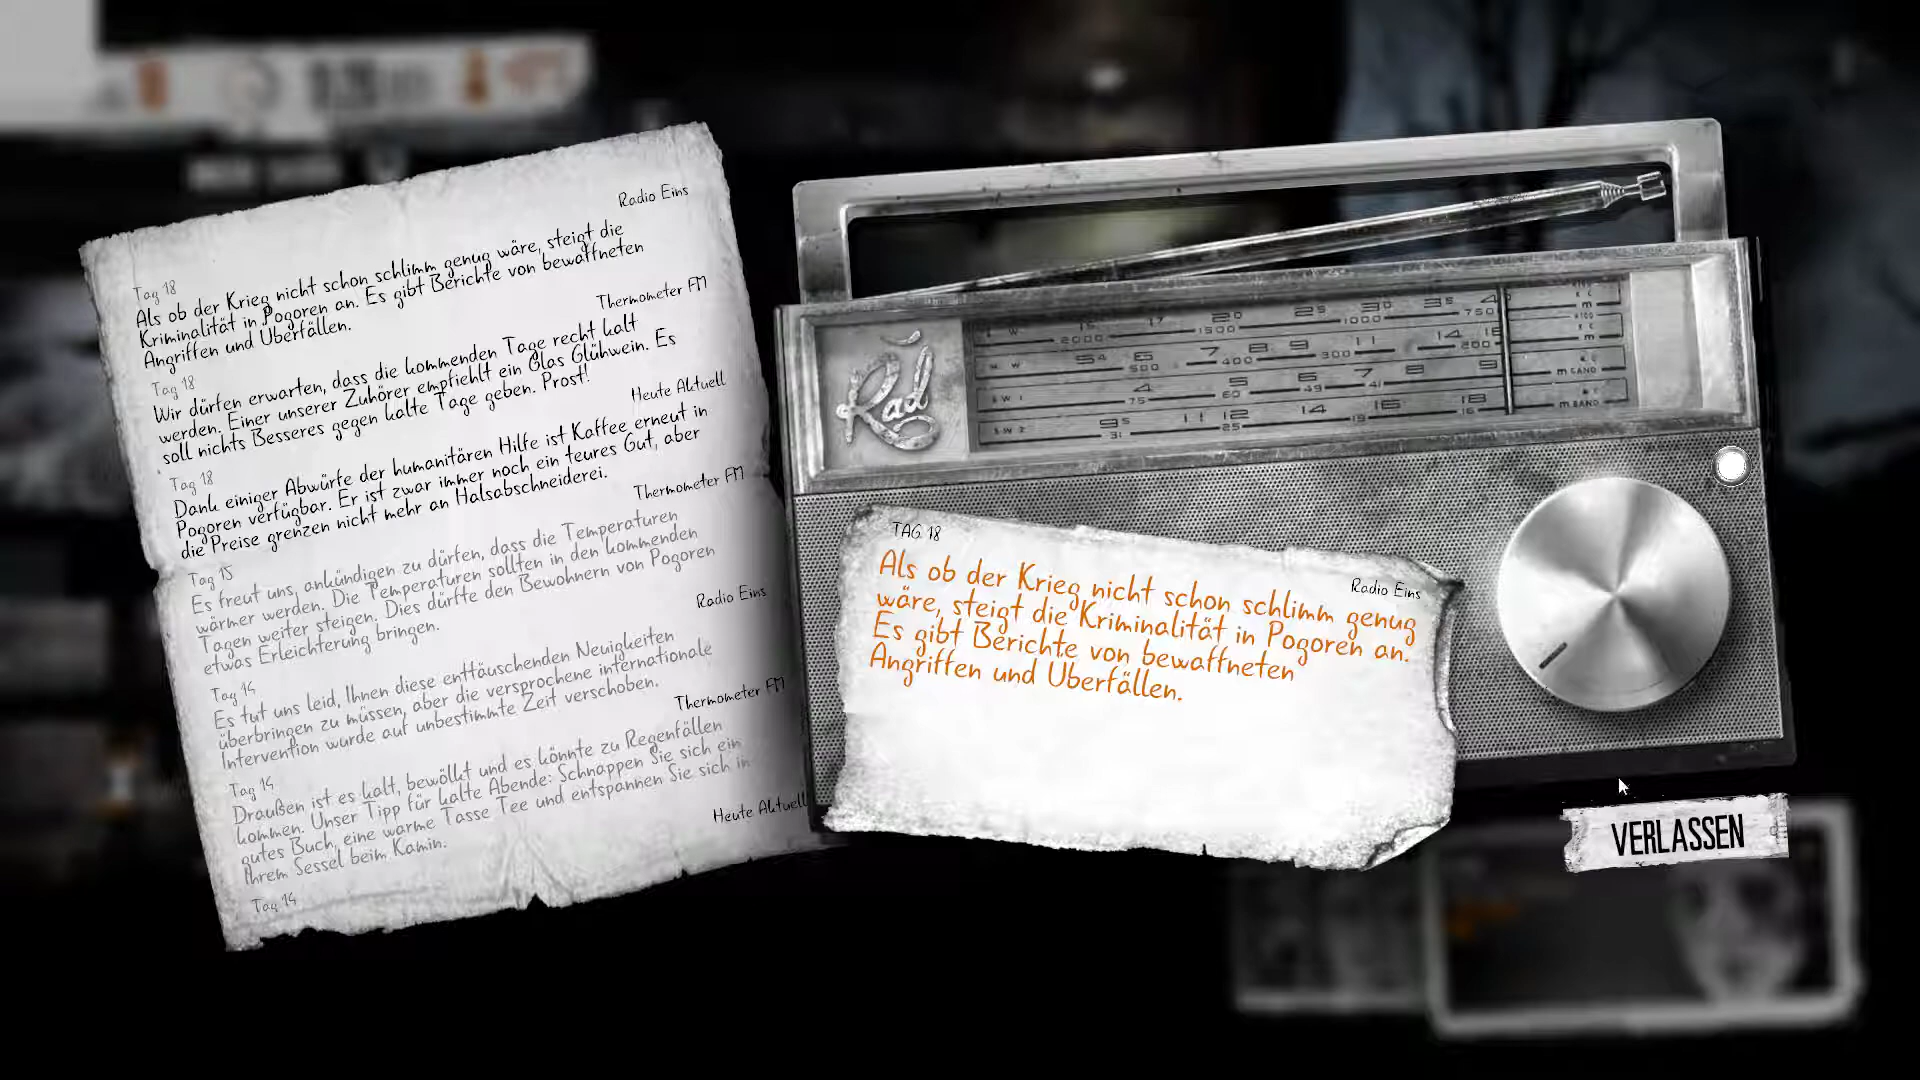 Radio Eins
Tag 18
Als ob der Krieg nicht schon schlimm genug wäre, steigt die
Kriminalität in Pogoren an. Es gibt Berichte von bewaffneten
Angriffen und Überfällen.
Thermometer FM
Tag 18
Wir dürfen erwarten, dass die kommenden Tage recht kalt
werden. Einer unserer Zuhörer empfiehlt ein Glas Glühwein. Es
soll nichts Besseres gegen kalte Tage geben. Prost!
Heute Aktuell
Tag 18
Dank einiger Abwürfe der humanitären Hilfe ist Kaffee erneut in
Pogoren verfügbar. Er ist zwar immer noch ein teures Gut, aber
die Preise grenzen nicht mehr an Halsabschneiderei.
Thermometer FM
Tag 15
Es freut uns, ankündigen zu dürfen, dass die Temperaturen
wärmer werden. Die Temperaturen sollten in den kommenden
Tagen weiter steigen. Dies dürfte den Bewohnern von Pogoren
etwas Erleichterung bringen.
Radio Eins
Tag 14
Es tut uns leid, Ihnen diese enttäuschenden Neuigkeiten
überbringen zu müssen, aber die versprochene internationale
Intervention wurde auf unbestimmte Zeit verschoben.
Thermometer FM
Tag 14
Draußen ist es kalt, bewölkt und es könnte zu Regenfällen
kommen. Unser Tipp für kalte Abende: Schnappen Sie sich ein
gutes Buch, eine warme Tasse Tee und entspannen Sie sich in
Ihrem Sessel beim Kamin.
Heute Aktuell
Tag 14
Rad
TAG 18
Radio Eins
Als ob der Krieg nicht schon schlimm genug
wäre, steigt die Kriminalität in Pogoren an.
Es gibt Berichte von bewaffneten
Angriffen und Überfällen.
VERLASSEN